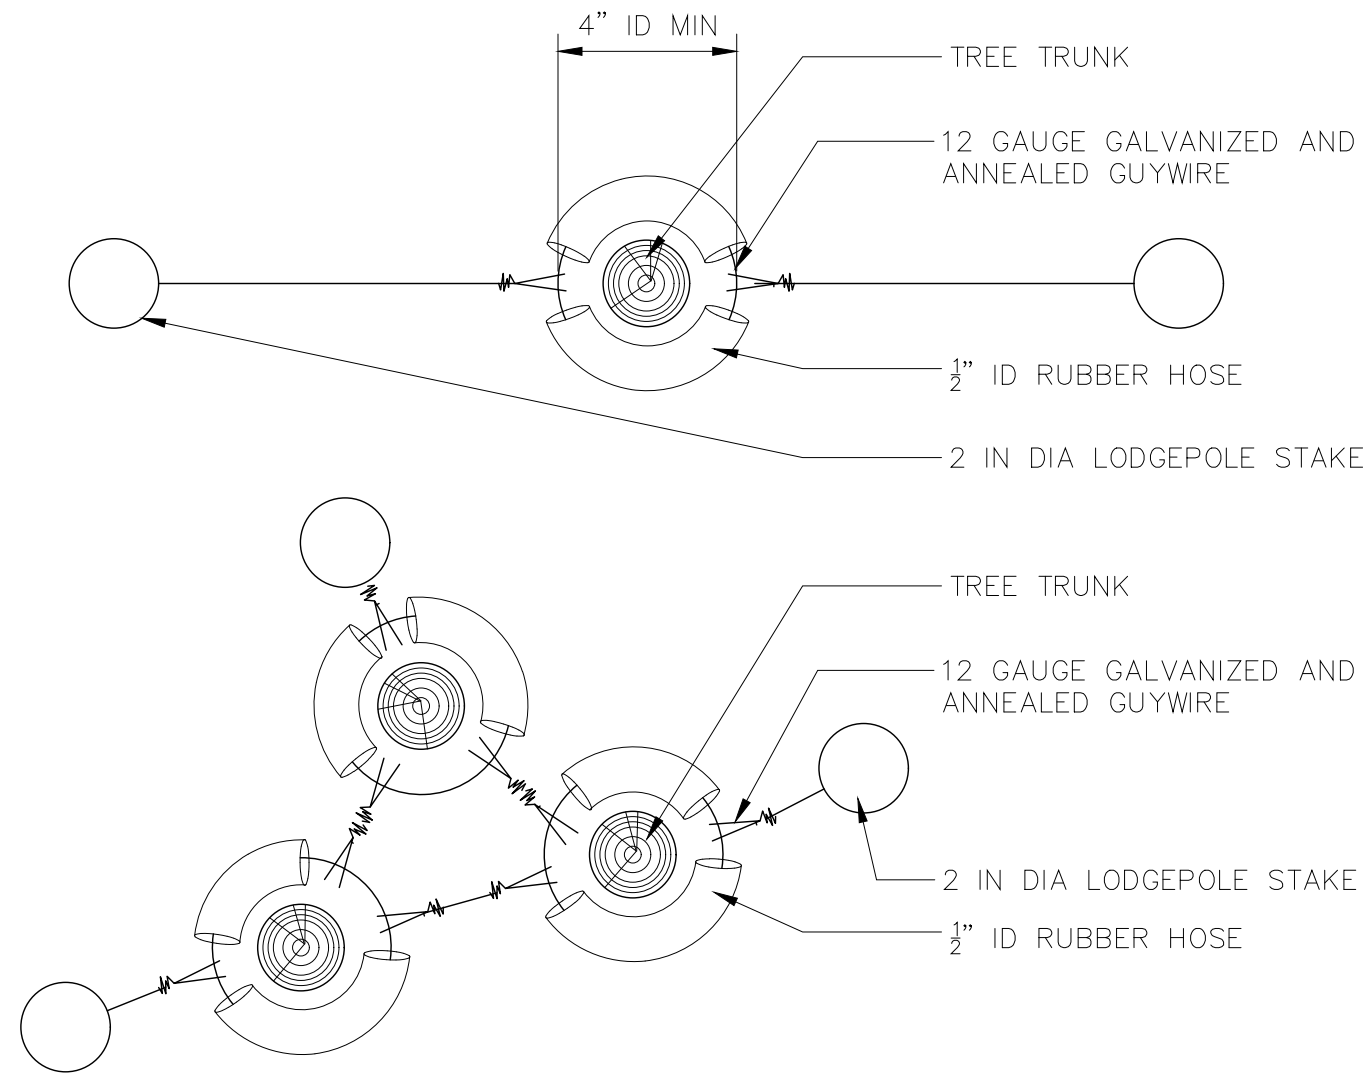 4” ID MIN
TREE TRUNK
12 GAUGE GALVANIZED AND
ANNEALED GUYWIRE
½” ID RUBBER HOSE
2 IN DIA LODGEPOLE STAKE
TREE TRUNK
12 GAUGE GALVANIZED AND
ANNEALED GUYWIRE
2 IN DIA LODGEPOLE STAKE
½” ID RUBBER HOSE